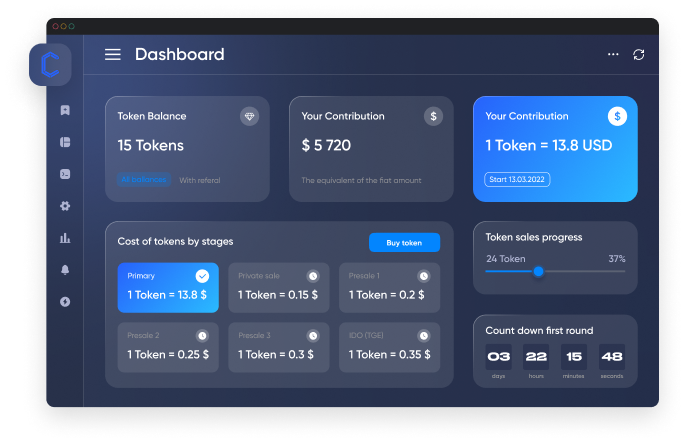 Dashboard
Token Balance
15 Tokens
All ballances
With referal
Your Contribution
$
$ 5 720
The equivalent of the fiat amount
Your Contribution
$
1 Token = 13.8 USD
Start 13.03.2022
Cost of tokens by stages
Buy token
Primary
1 Token = 13.8 $
Private sale
1 Token = 0.15 $
Presale 1
1 Token = 0.2 $
Presale 2
1 Token = 0.25 $
Presale 3
1 Token = 0.3 $
IDO (TGE)
1 Token = 0.35 $
Token sales progress
24 Token
37%
Count down first round
03 22 15 48
days hours minutes seconds